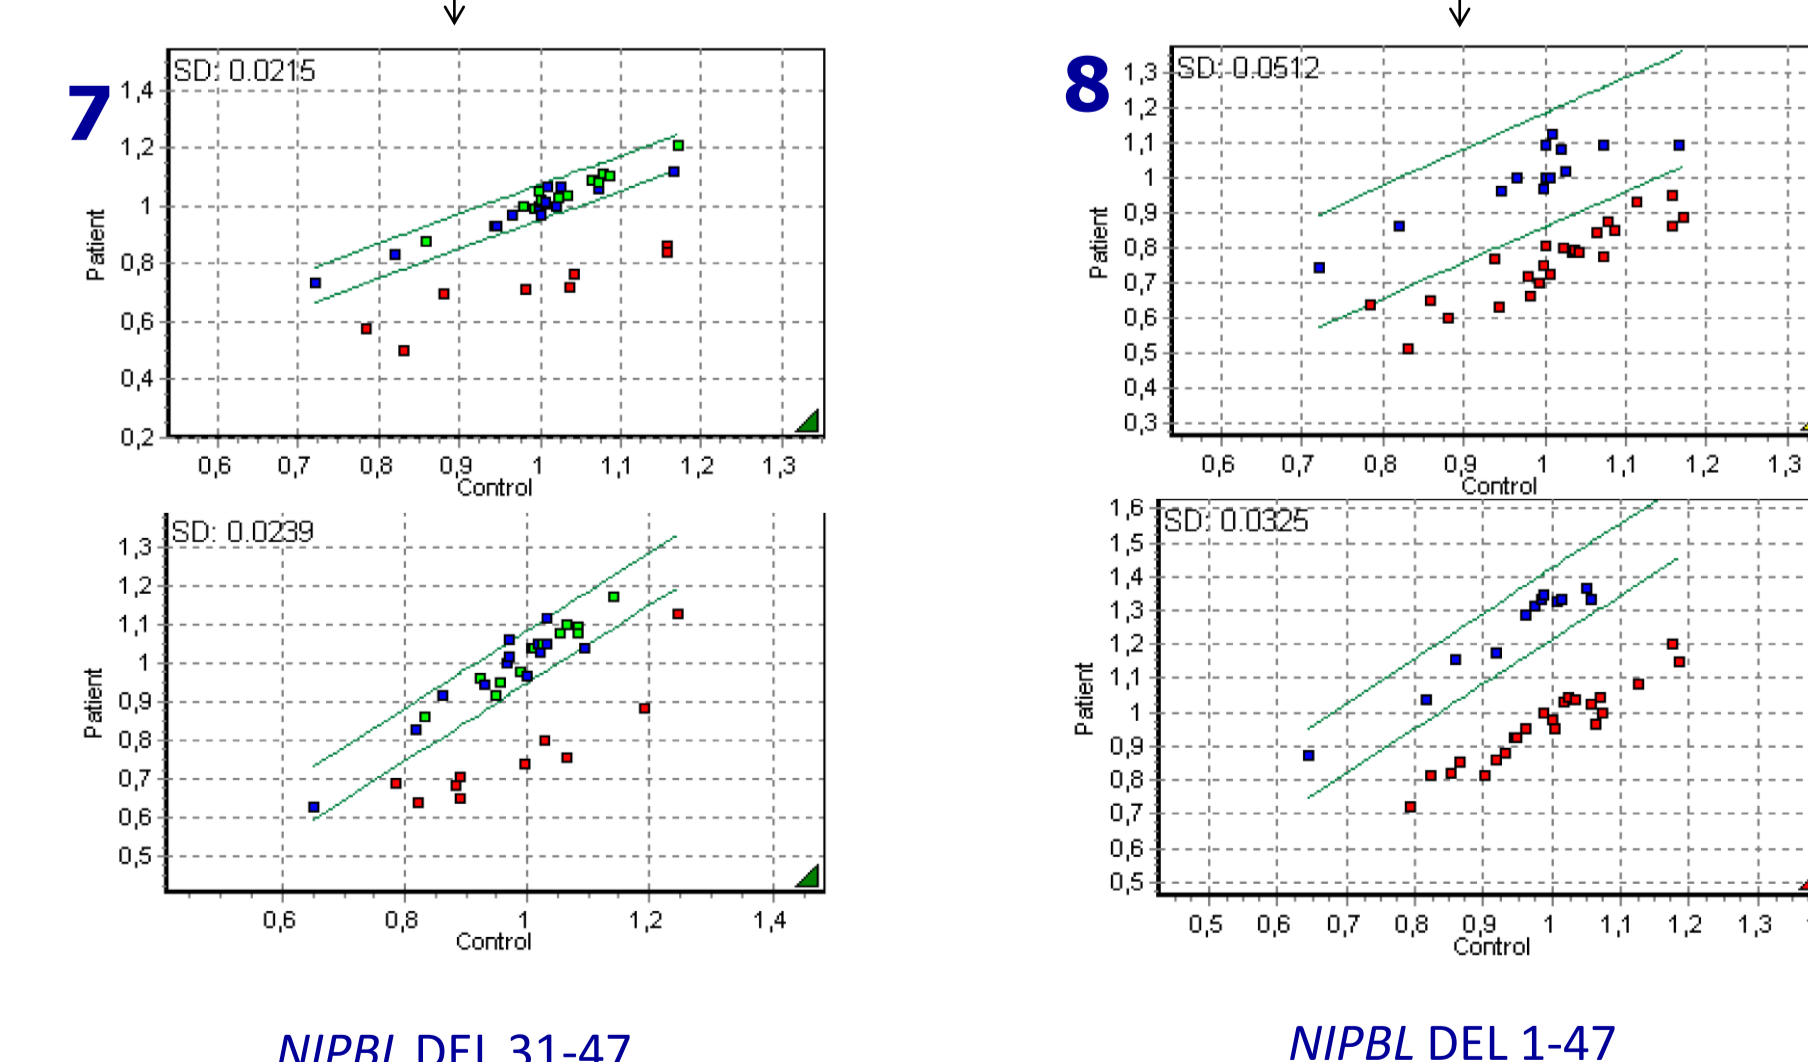 7
SD: 0.0215
1,4
1,2
1
0,8
0,6
0,4
0,2
Patient
0,6 0,7 0,8 0,9 1 1,1 1,2 1,3
Control
8
SD: 0.0512
1,3
1,2
1,1
1
0,9
0,8
0,7
0,6
0,5
0,4
0,3
Patient
0,6 0,7 0,8 0,9 1 1,1 1,2 1,3
Control
SD: 0.0239
1,3
1,2
1,1
1
0,9
0,8
0,7
0,6
0,5
Patient
0,6 0,8 1 1,2 1,4
Control
SD: 0.0325
1,6
1,5
1,4
1,3
1,2
1,1
1
0,9
0,8
0,7
0,6
0,5
Patient
0,5 0,6 0,7 0,8 0,9 1 1,1 1,2 1,3
Control
NIPBL DEL 31-47
NIPBL DEL 1-47